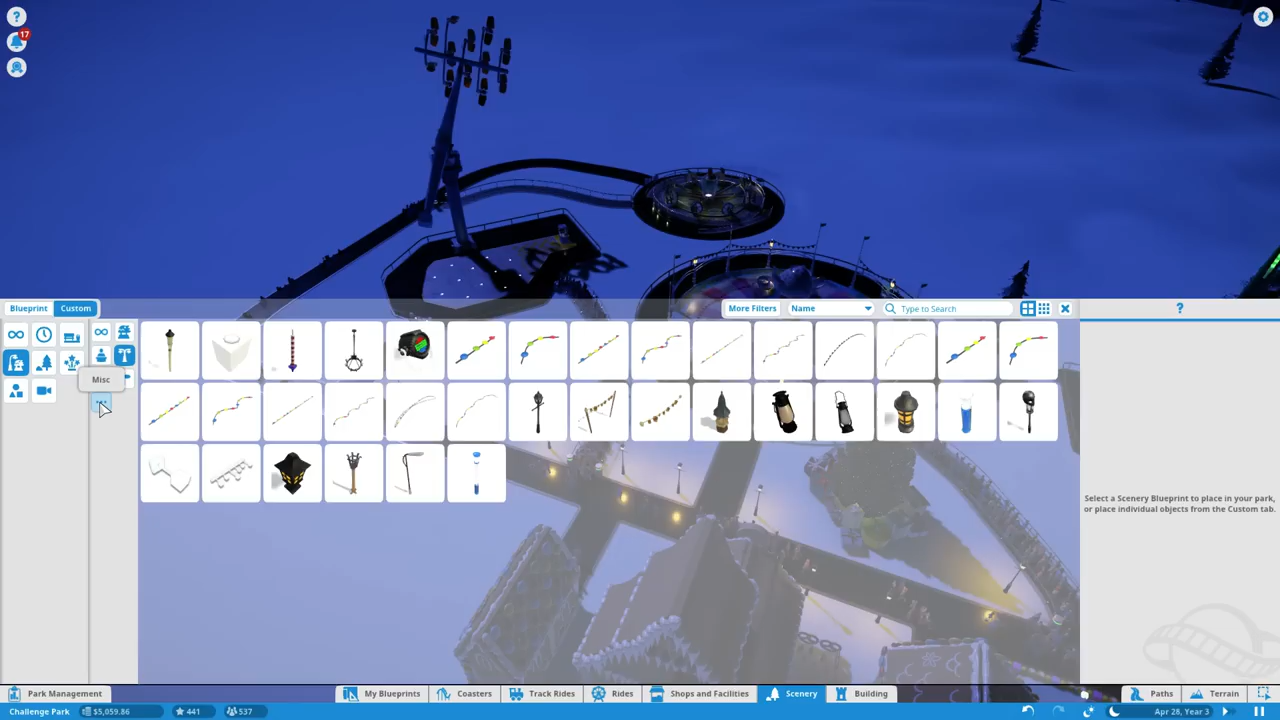 ?
17
Blueprint
Custom
More Filters
Name
Type to Search
?
Misc
Select a Scenery Blueprint to place in your park,
or place individual objects from the Custom tab.
Park Management
My Blueprints
Coasters
Track Rides
Rides
Shops and Facilities
Scenery
Building
Paths
Terrain
Challenge Park
$5,059.86
441
537
Apr 28, Year 3